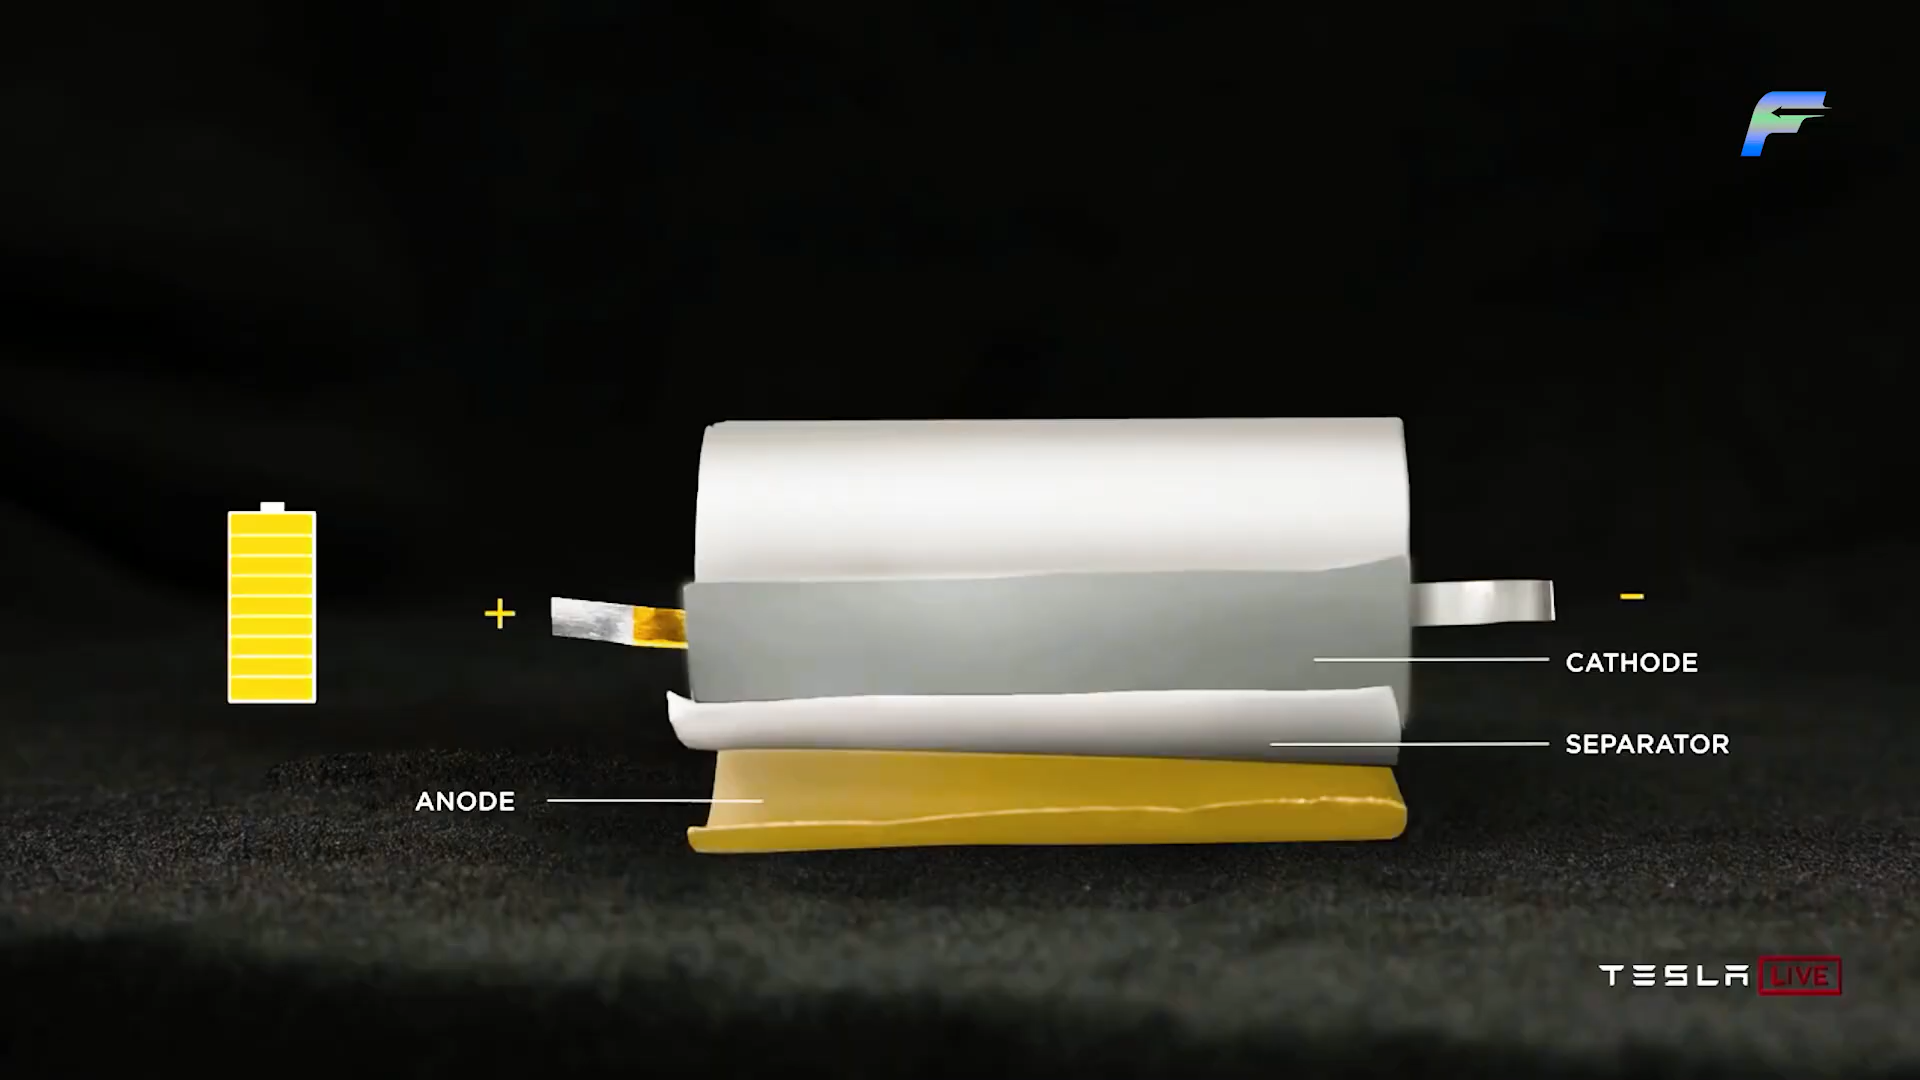 +
-
CATHODE
SEPARATOR
ANODE
TESLA LIVE